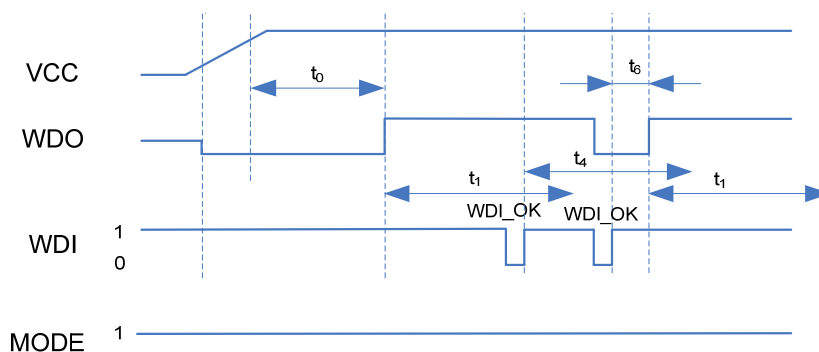 VCC
t₀
t₆
WDO
t₄
t₁
t₁
WDI_OK
WDI_OK
WDI
1
0
MODE
1